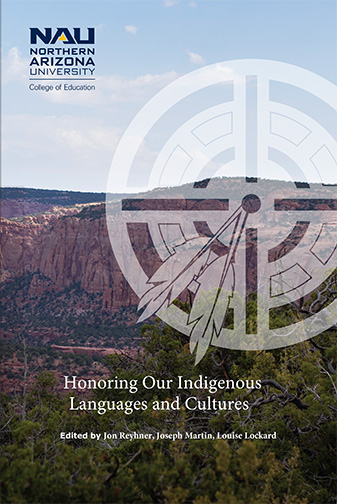 NAU
NORTHERN
ARIZONA
UNIVERSITY
College of Education
Honoring Our Indigenous
Languages and Cultures
Edited by Jon Reyhner, Joseph Martin, Louise Lockard